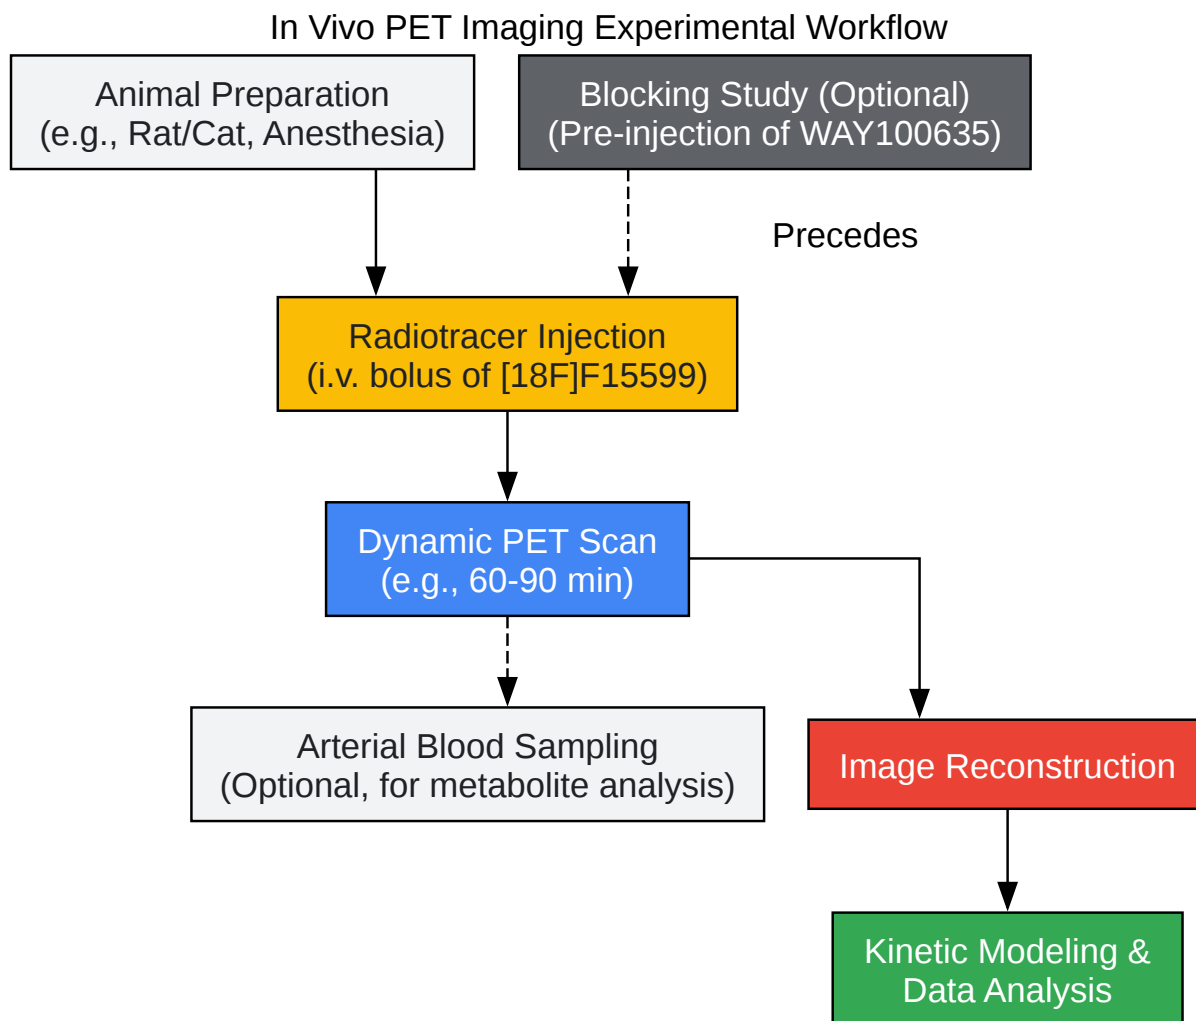 In Vivo PET Imaging Experimental Workflow
Animal Preparation
(e.g., Rat/Cat, Anesthesia)
Blocking Study (Optional)
(Pre-injection of WAY100635)
Precedes
Radiotracer Injection
(i.v. bolus of [18F]F15599)
Dynamic PET Scan
(e.g., 60-90 min)
Arterial Blood Sampling
(Optional, for metabolite analysis)
Image Reconstruction
Kinetic Modeling &
Data Analysis